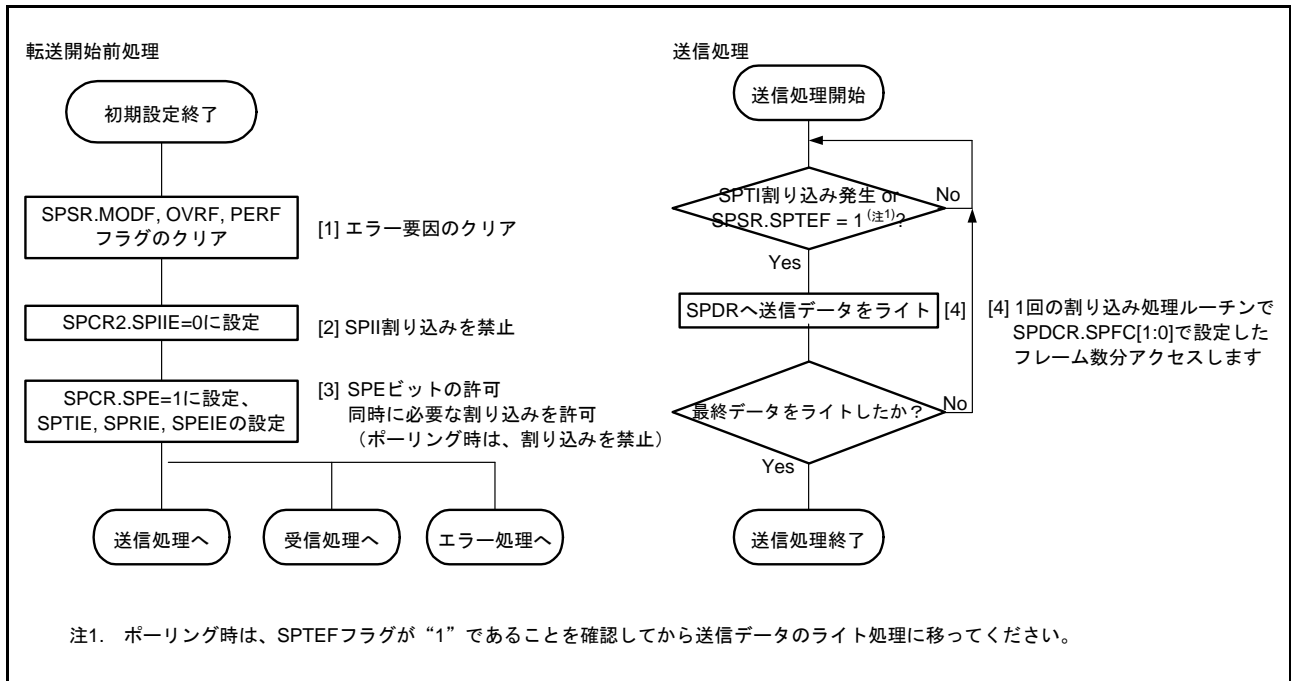 転送開始前処理
初期設定終了
SPSR.MODF, OVRF, PERF
フラグのクリア
[1] エラー要因のクリア
SPCR2.SPIIE=0に設定
[2] SPII割り込みを禁止
SPCR.SPE=1に設定、
SPTIE, SPRIE, SPEIEの設定
[3] SPEビットの許可
同時に必要な割り込みを許可
（ポーリング時は、割り込みを禁止）
送信処理へ
受信処理へ
エラー処理へ
送信処理
送信処理開始
SPTI割り込み発生 or
SPSR.SPTEF = 1 (注1)?
No
Yes
SPDRへ送信データをライト
[4]
[4] 1回の割り込み処理ルーチンで
SPDCR.SPFC[1:0]で設定した
フレーム数分アクセスします
最終データをライトしたか？
No
Yes
送信処理終了
注1. ポーリング時は、SPTEFフラグが“1”であることを確認してから送信データのライト処理に移ってください。